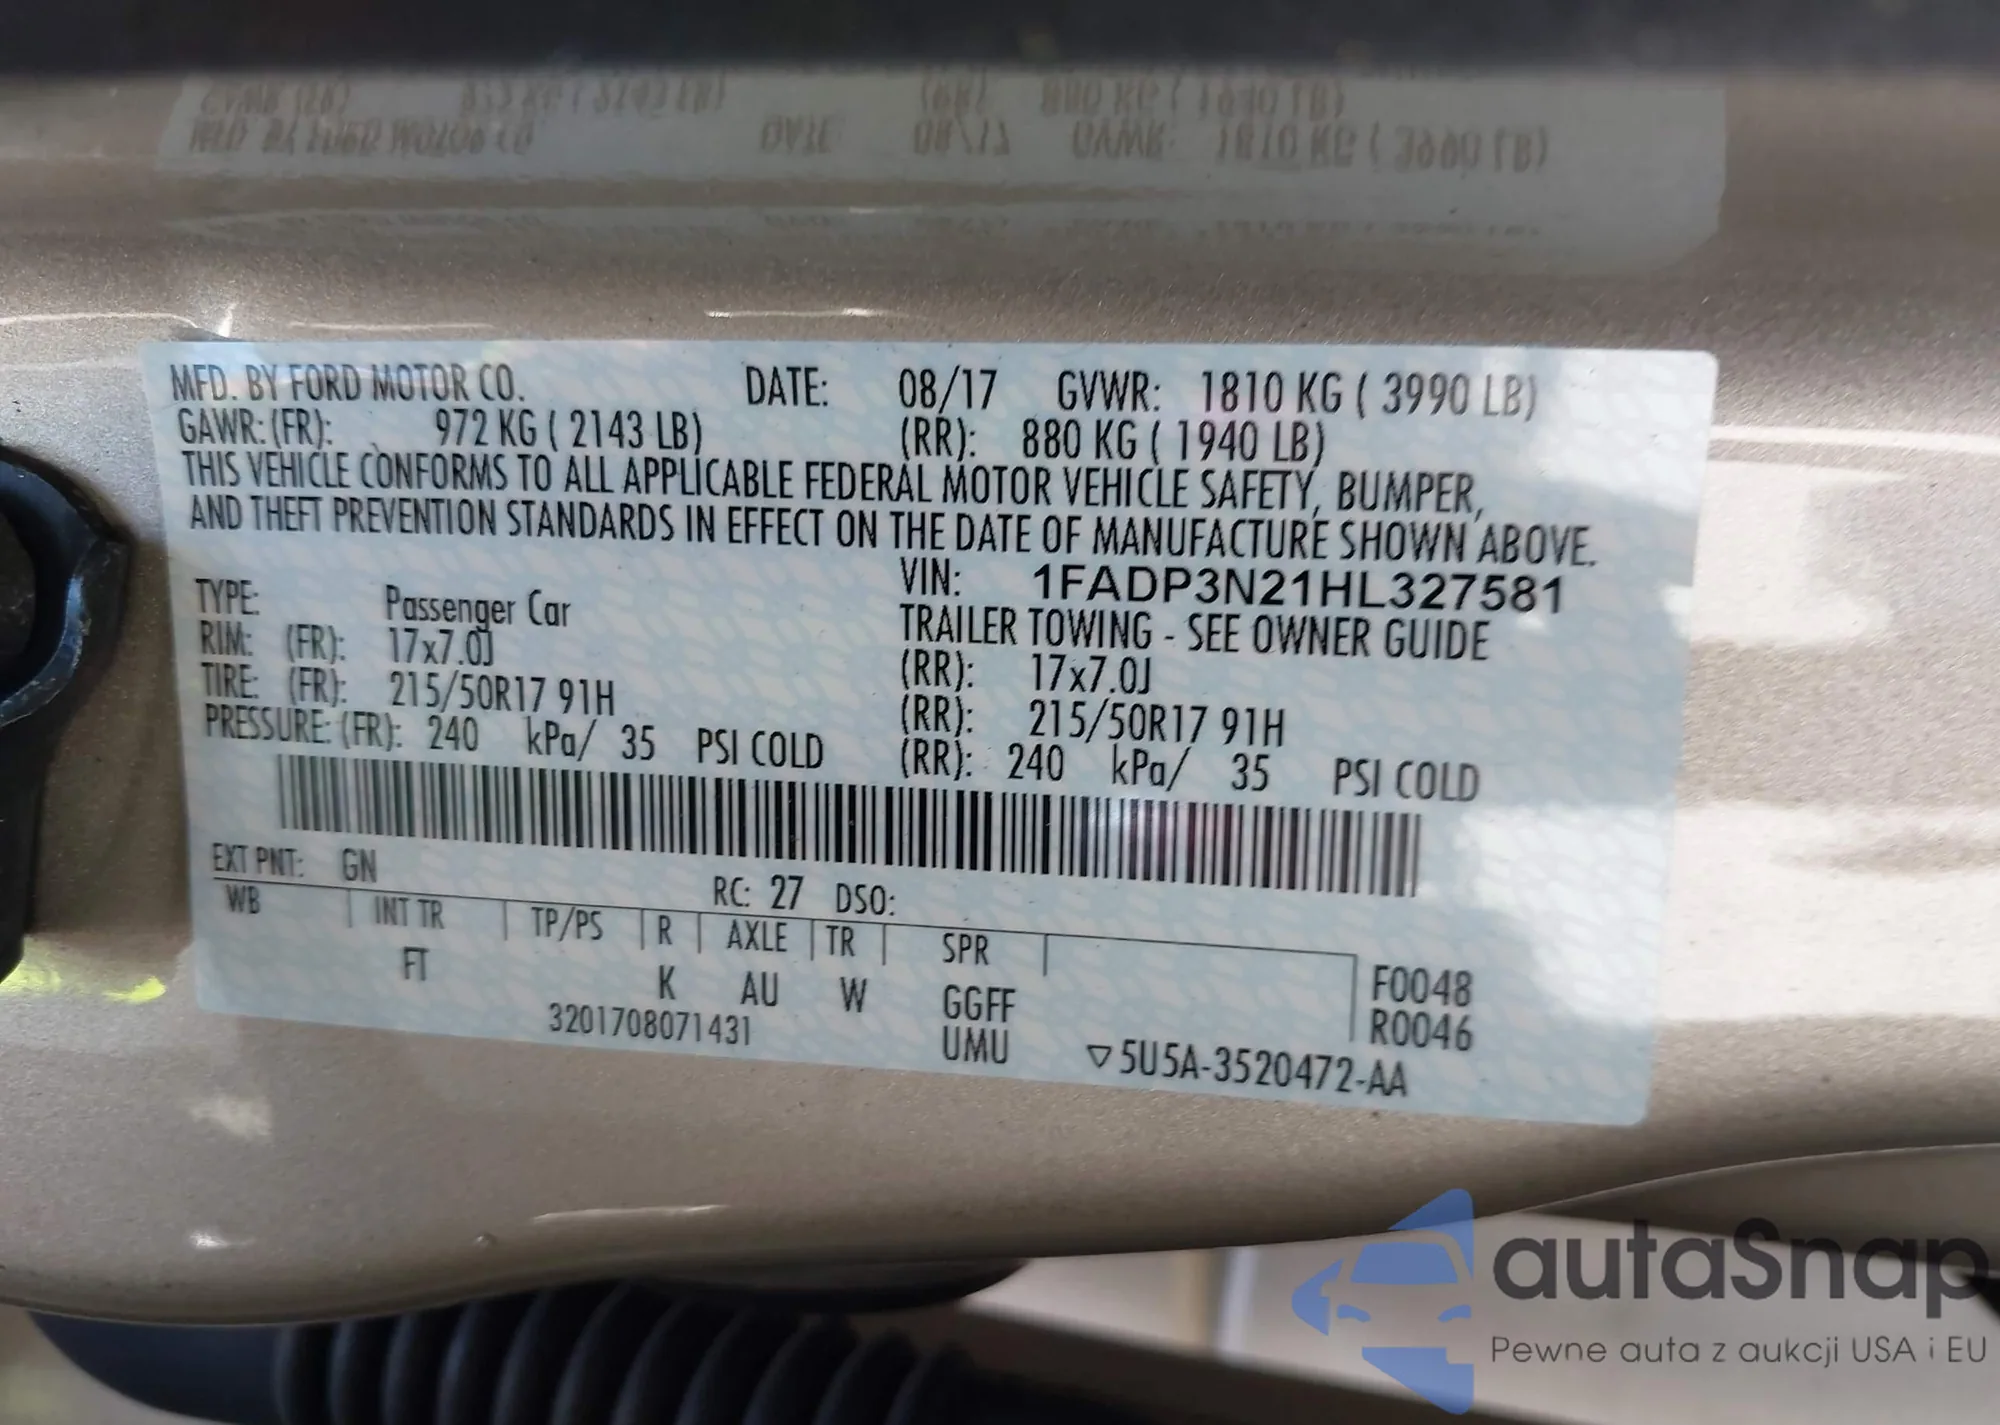 MFD. BY FORD MOTOR CO. DATE: 08/17 GVWR: 1810 KG ( 3990 LB)
GAWR: (FR): 972 KG ( 2143 LB) (RR): 880 KG ( 1940 LB)
THIS VEHICLE CONFORMS TO ALL APPLICABLE FEDERAL MOTOR VEHICLE SAFETY, BUMPER,
AND THEFT PREVENTION STANDARDS IN EFFECT ON THE DATE OF MANUFACTURE SHOWN ABOVE.
VIN: 1FADP3N21HL327581
TYPE: Passenger Car TRAILER TOWING - SEE OWNER GUIDE
RIM: (FR): 17x7.0J (RR): 17x7.0J
TIRE: (FR): 215/50R17 91H (RR): 215/50R17 91H
PRESSURE: (FR): 240 kPa/ 35 PSI COLD (RR): 240 kPa/ 35 PSI COLD
EXT PNT: GN RC: 27 DSO:
WB INT TR TP/PS R AXLE TR SPR
FT K AU W GGFF F0048
3201708071431 UMU R0046
▽5U5A-3520472-AA
autaSnap
Pewne auta z aukcji USA i EU